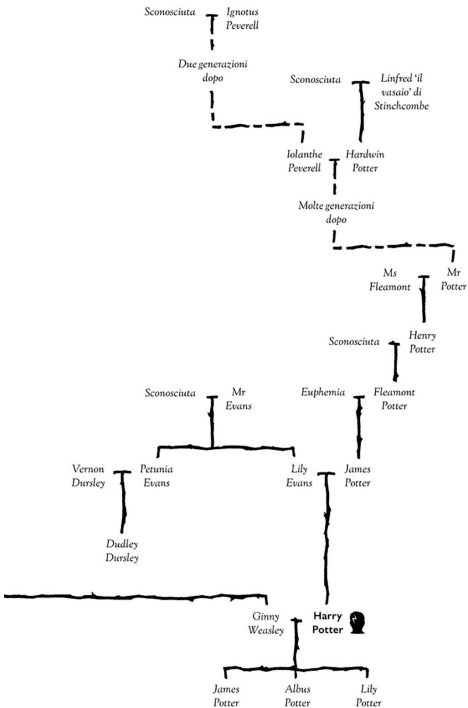 Sconosciuta Ignotus
Peverell
Due generazioni
dopo
Sconosciuta Linfred ‘il
vasaio’ di
Stinchcombe
Iolanthe Hardwin
Peverell Potter
Molte generazioni
dopo
Ms Mr
Fleamont Potter
Henry
Potter
Sconosciuta
Sconosciuta Mr
Evans
Euphemia Fleamont
Potter
Vernon Petunia Lily James
Dursley Evans Evans Potter
Dudley
Dursley
Ginny Harry
Weasley Potter
James Albus Lily
Potter Potter Potter